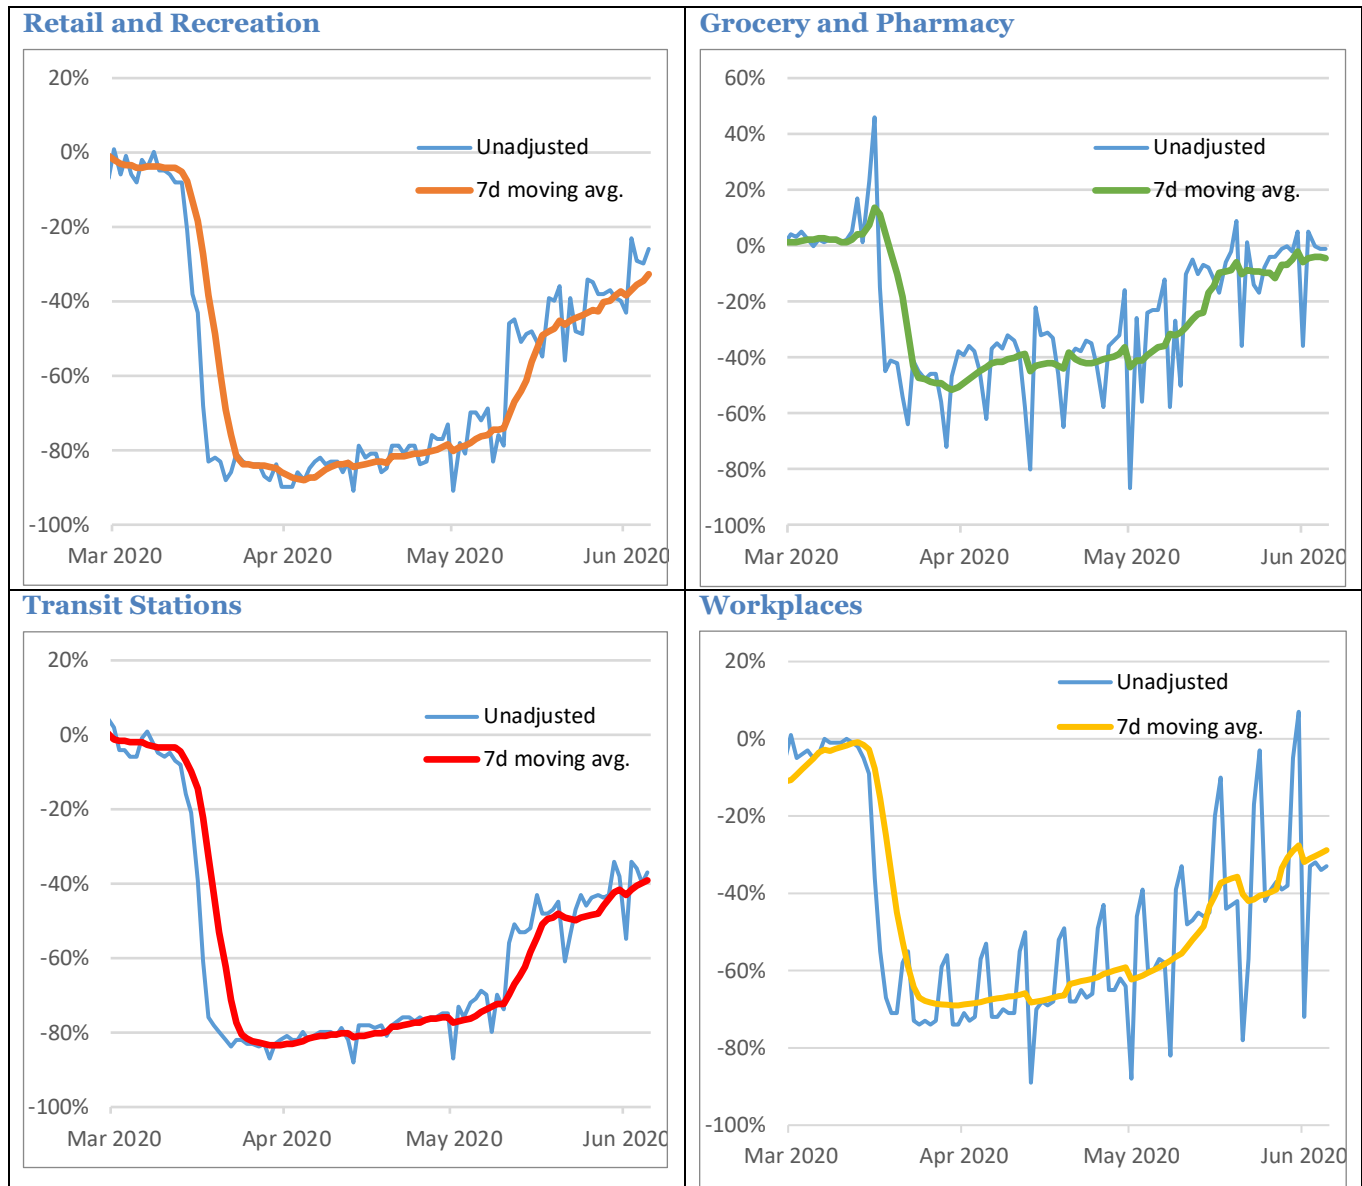 Retail and Recreation
20%
0%
-20%
-40%
-60%
-80%
-100%
Unadjusted
7d moving avg.
Mar 2020 Apr 2020 May 2020 Jun 2020
Grocery and Pharmacy
60%
40%
20%
0%
-20%
-40%
-60%
-80%
-100%
Unadjusted
7d moving avg.
Mar 2020 Apr 2020 May 2020 Jun 2020
Transit Stations
20%
0%
-20%
-40%
-60%
-80%
-100%
Unadjusted
7d moving avg.
Mar 2020 Apr 2020 May 2020 Jun 2020
Workplaces
20%
0%
-20%
-40%
-60%
-80%
-100%
Unadjusted
7d moving avg.
Mar 2020 Apr 2020 May 2020 Jun 2020